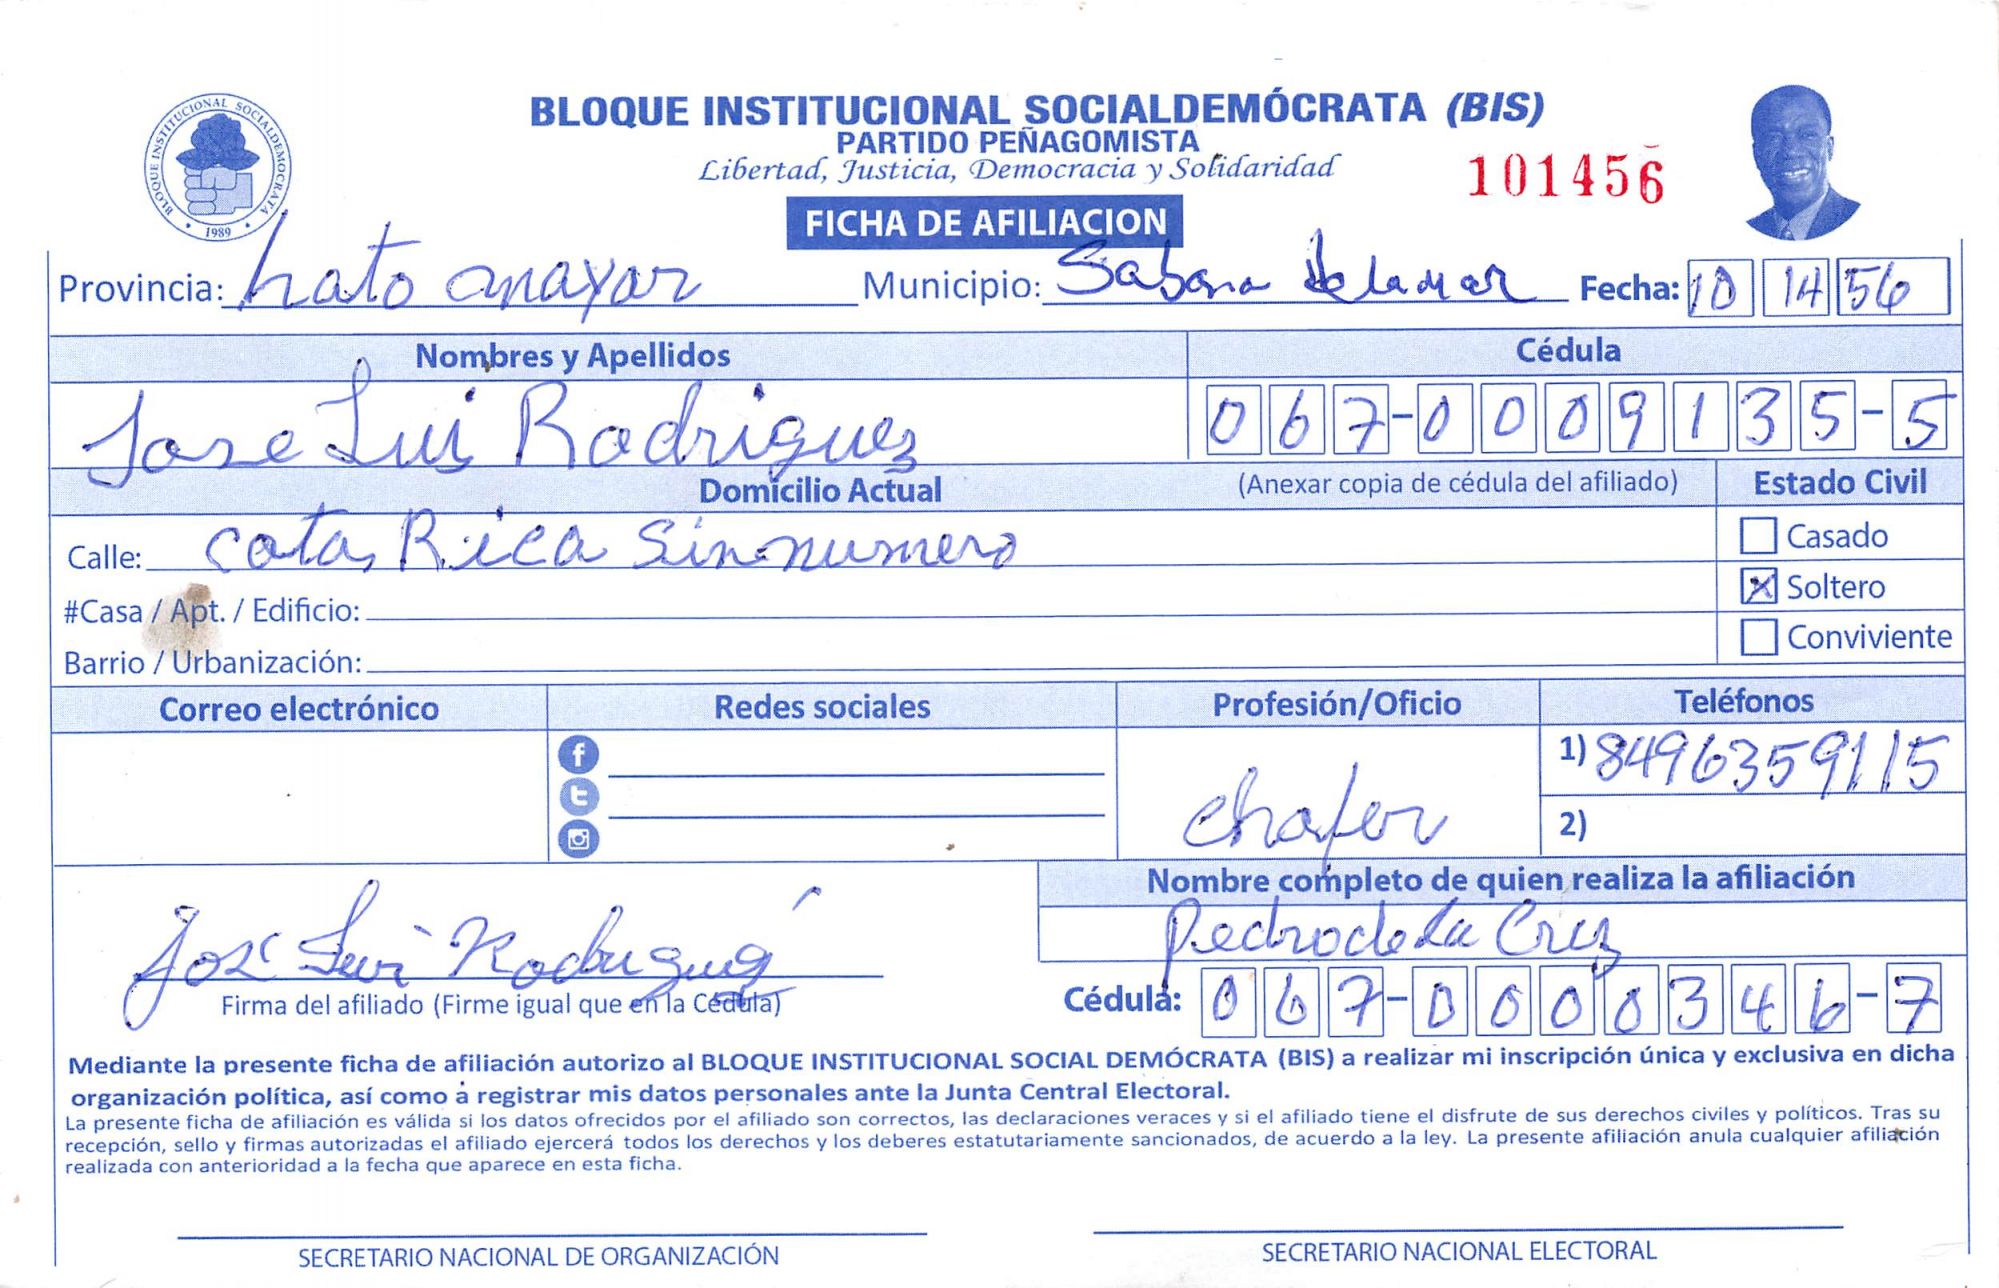 BLOQUE INSTITUCIONAL SOCIALDEMÓCRATA (BIS)
PARTIDO PEÑAGOMISTA
Libertad, Justicia, Democracia y Solidaridad
101456
BLOQUE INSTITUCIONAL SOCIALDEMOCRATA
1989
FICHA DE AFILIACION
Provincia: hato mayor Municipio: Sabana de la mar Fecha: 10 14 56
Nombres y Apellidos Cédula
Jose Luis Rodriguez 067-0009135-5
Domicilio Actual (Anexar copia de cédula del afiliado) Estado Civil
Calle: cota Rica sin numero Casado
#Casa / Apt. / Edificio: X Soltero
Barrio / Urbanización: Conviviente
Correo electrónico Redes sociales Profesión/Oficio Teléfonos
1) 8496359115
chofer
2)
Nombre completo de quien realiza la afiliación
José Luis Rodriguez Pedro de la Cruz
Firma del afiliado (Firme igual que en la Cédula) Cédula: 067-0000346-7
Mediante la presente ficha de afiliación autorizo al BLOQUE INSTITUCIONAL SOCIAL DEMÓCRATA (BIS) a realizar mi inscripción única y exclusiva en dicha
organización política, así como a registrar mis datos personales ante la Junta Central Electoral.
La presente ficha de afiliación es válida si los datos ofrecidos por el afiliado son correctos, las declaraciones veraces y si el afiliado tiene el disfrute de sus derechos civiles y políticos. Tras su
recepción, sello y firmas autorizadas el afiliado ejercerá todos los derechos y los deberes estatutariamente sancionados, de acuerdo a la ley. La presente afiliación anula cualquier afiliación
realizada con anterioridad a la fecha que aparece en esta ficha.
SECRETARIO NACIONAL DE ORGANIZACIÓN SECRETARIO NACIONAL ELECTORAL